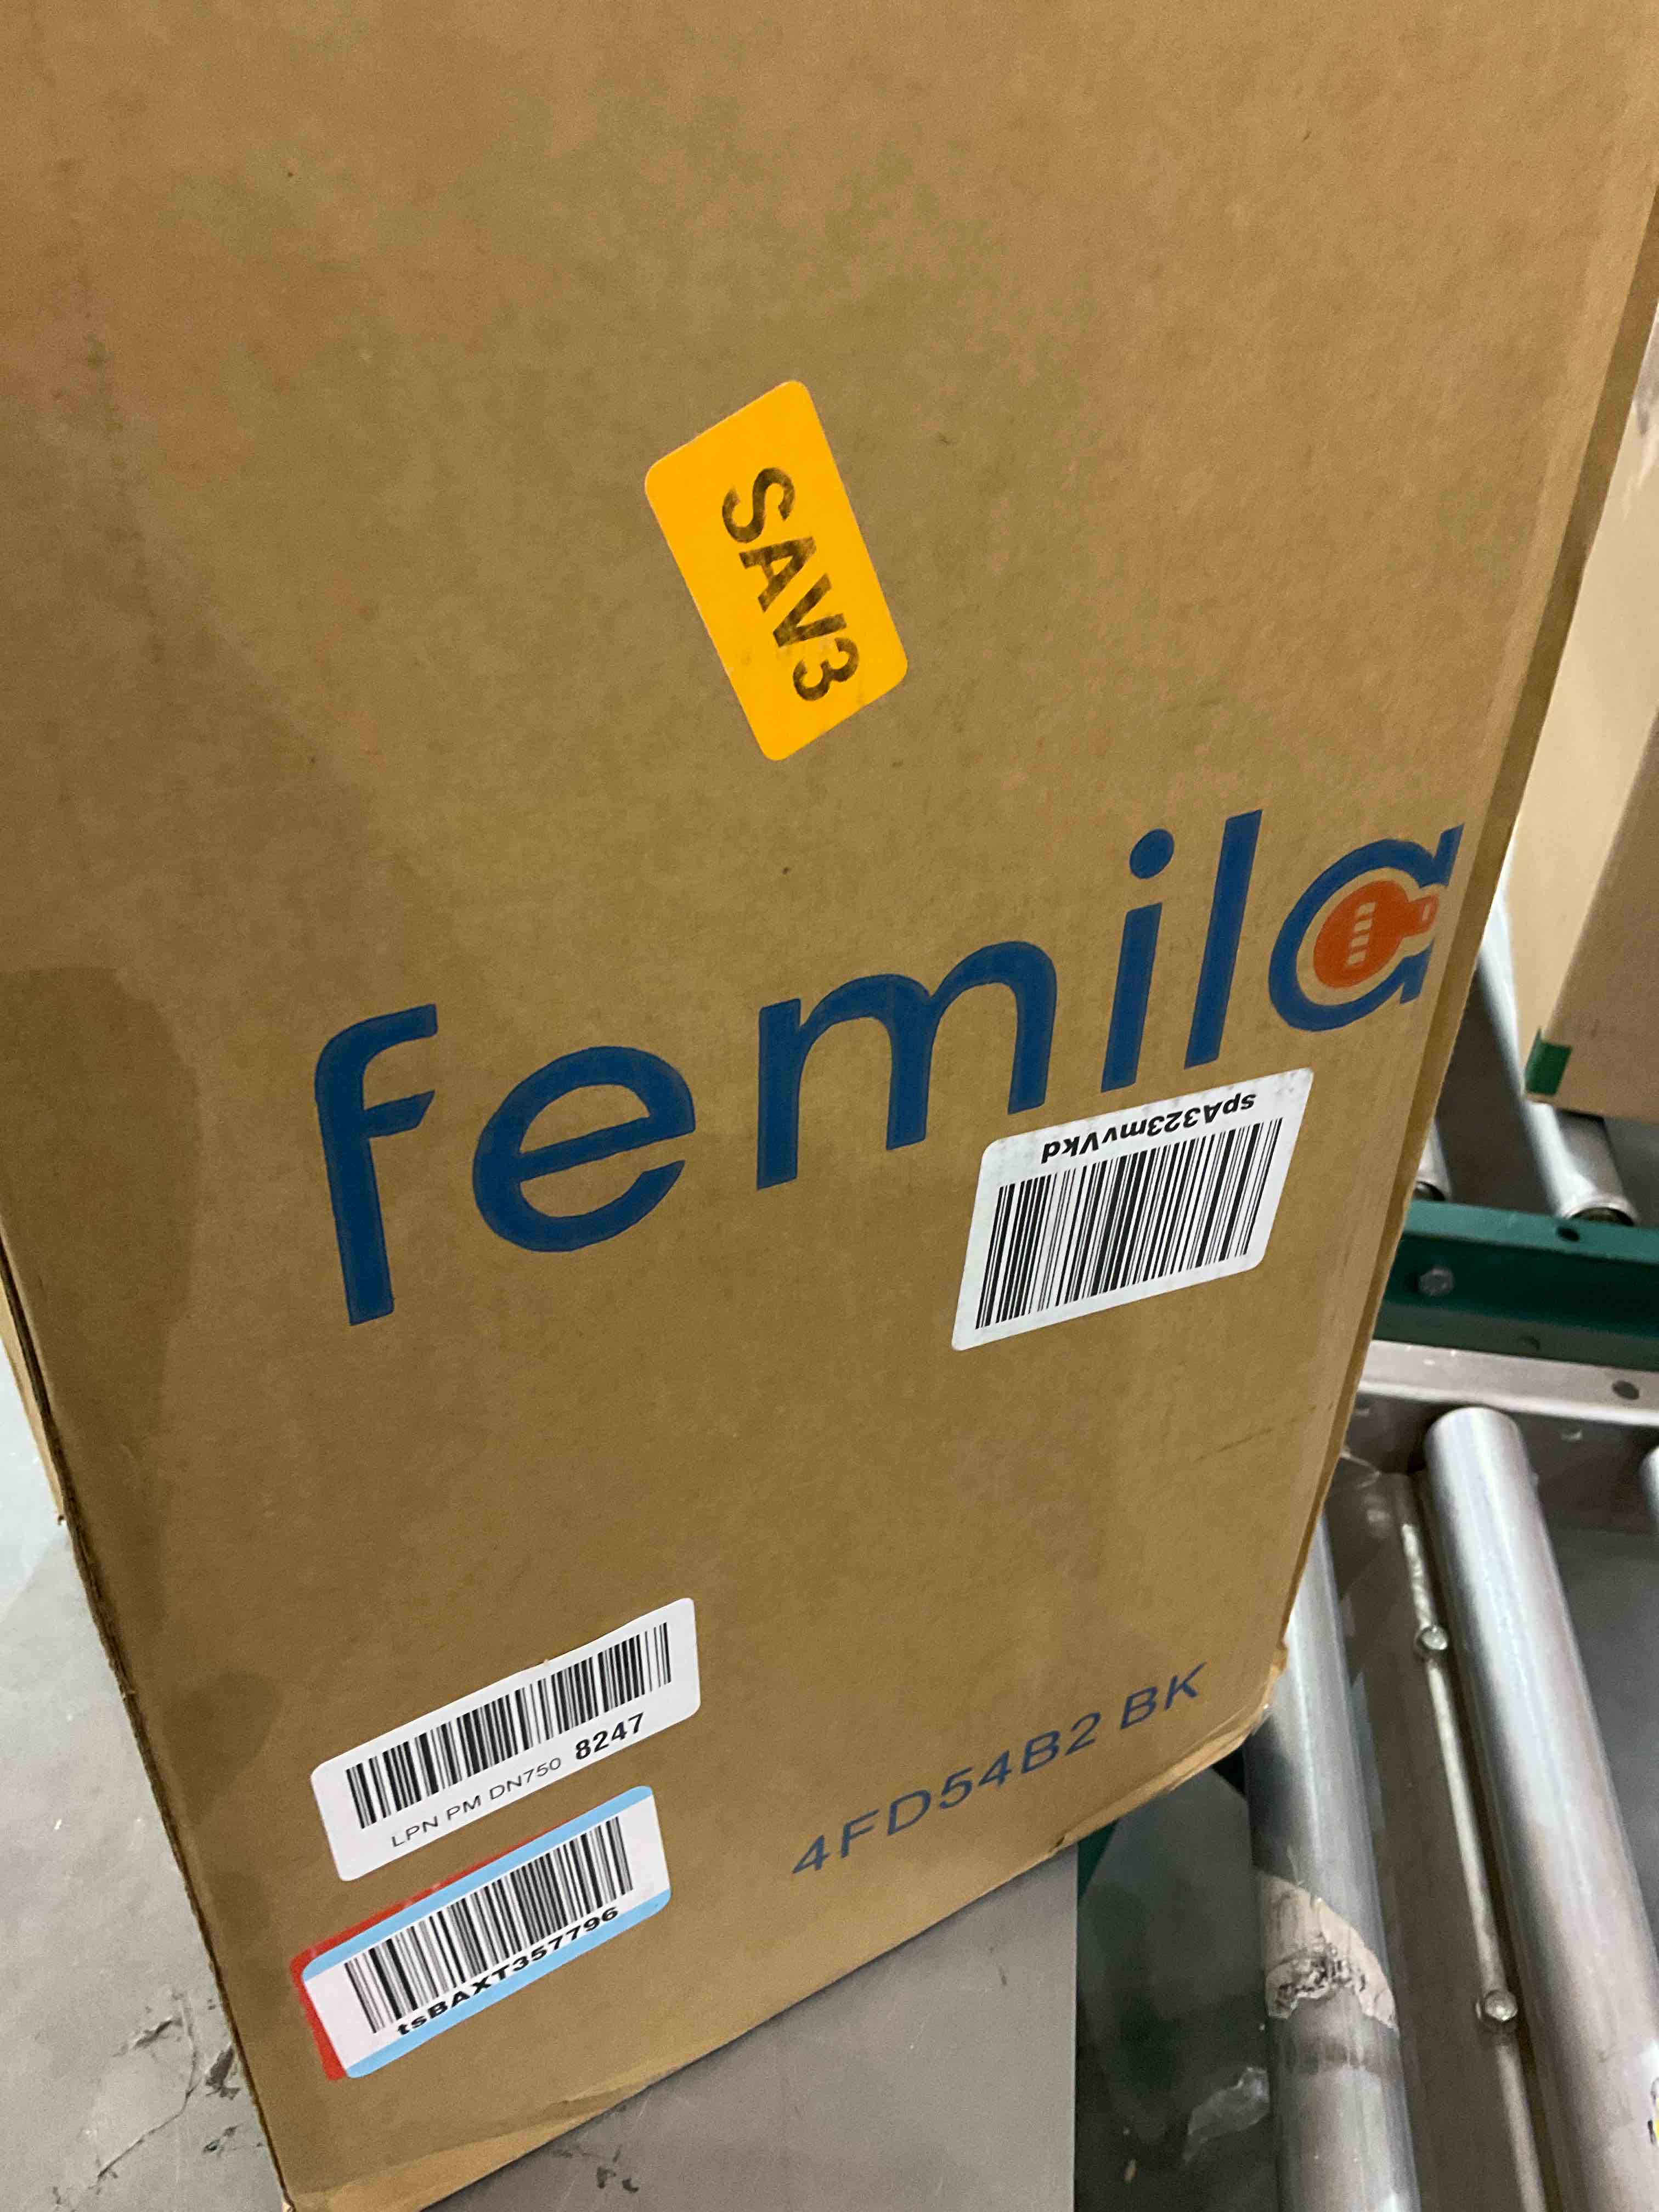 SAV3
femila
spA323mvVkd
LPN PM DN750 8247
4FD54B2 BK
tsBAXT357796